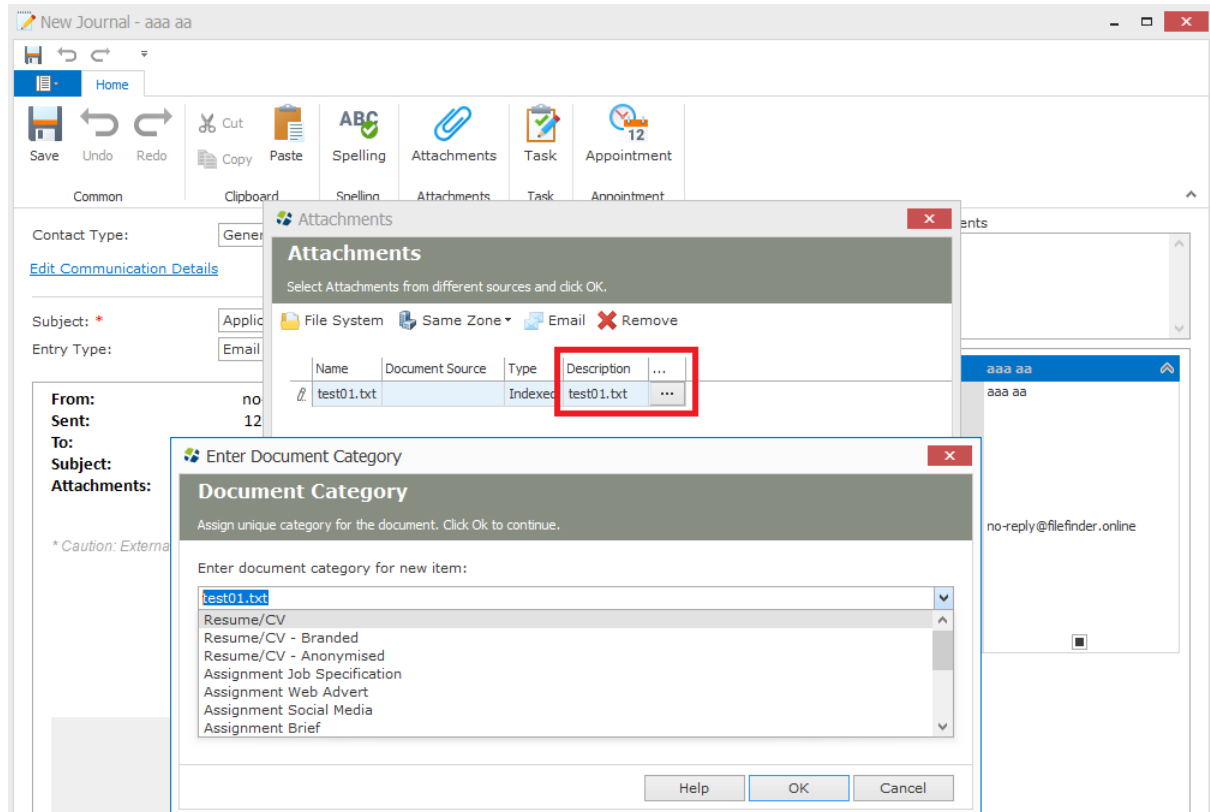 New Journal - aaa aa
Home
Save Undo Redo Cut Copy Paste ABC Spelling Attachments Task 12 Appointment
Common Clipboard Spelling Attachments Task Appointment
Contact Type:
Edit Communication Details
Subject: *
Entry Type: Email
From:
Sent: 12
To:
Subject:
Attachments:
* Caution:
Attachments
Attachments
Select Attachments from different sources and click OK.
File System Same Zone Email Remove
Name Document Source Type Description ...
test01.txt Indexed test01.txt ...
aaa aa
aaa aa
no-reply@filefinder.online
Enter Document Category
Document Category
Assign unique category for the document. Click Ok to continue.
Enter document category for new item:
test01.txt
Resume/CV
Resume/CV - Branded
Resume/CV - Anonymised
Assignment Job Specification
Assignment Web Advert
Assignment Social Media
Assignment Brief
Help OK Cancel